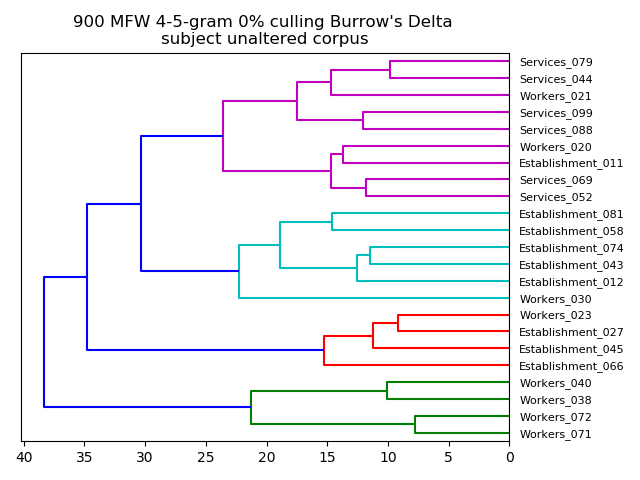 900 MFW 4-5-gram 0% culling Burrow's Delta
subject unaltered corpus
Services_079
Services_044
Workers_021
Services_099
Services_088
Workers_020
Establishment_011
Services_069
Services_052
Establishment_081
Establishment_058
Establishment_074
Establishment_043
Establishment_012
Workers_030
Workers_023
Establishment_027
Establishment_045
Establishment_066
Workers_040
Workers_038
Workers_072
Workers_071
40 35 30 25 20 15 10 5 0